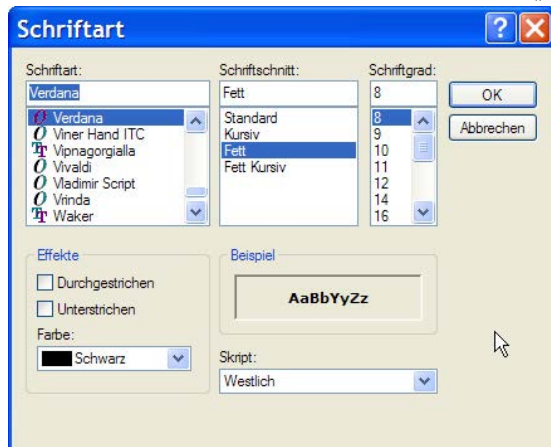 Schriftart
Schriftart:
Verdana
Verdana
Viner Hand ITC
Vipnagorgialla
Vivaldi
Vladimir Script
Vrinda
Waker
Schriftschnitt:
Fett
Standard
Kursiv
Fett
Fett Kursiv
Schriftgrad:
8
8
9
10
11
12
14
16
OK
Abbrechen
Effekte
Durchgestrichen
Unterstrichen
Farbe:
Schwarz
Beispiel
AaBbYyZz
Skript:
Westlich